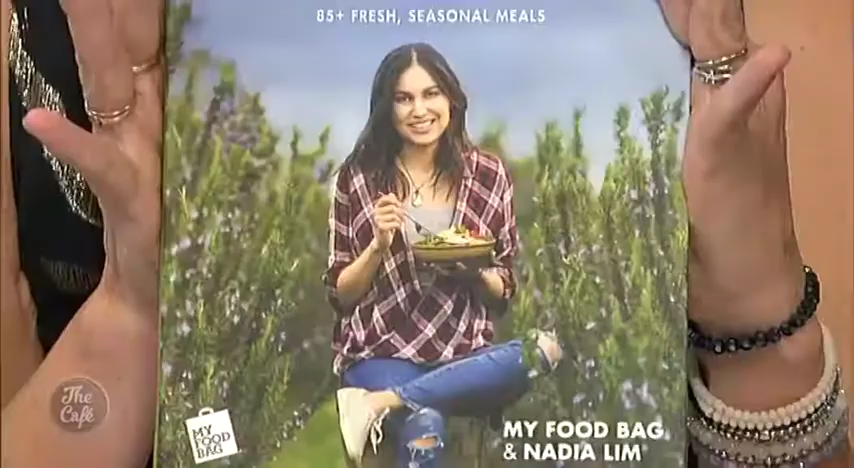 85+ FRESH, SEASONAL MEALS
The
Café
MY
FOOD
BAG
MY FOOD BAG
& NADIA LIM